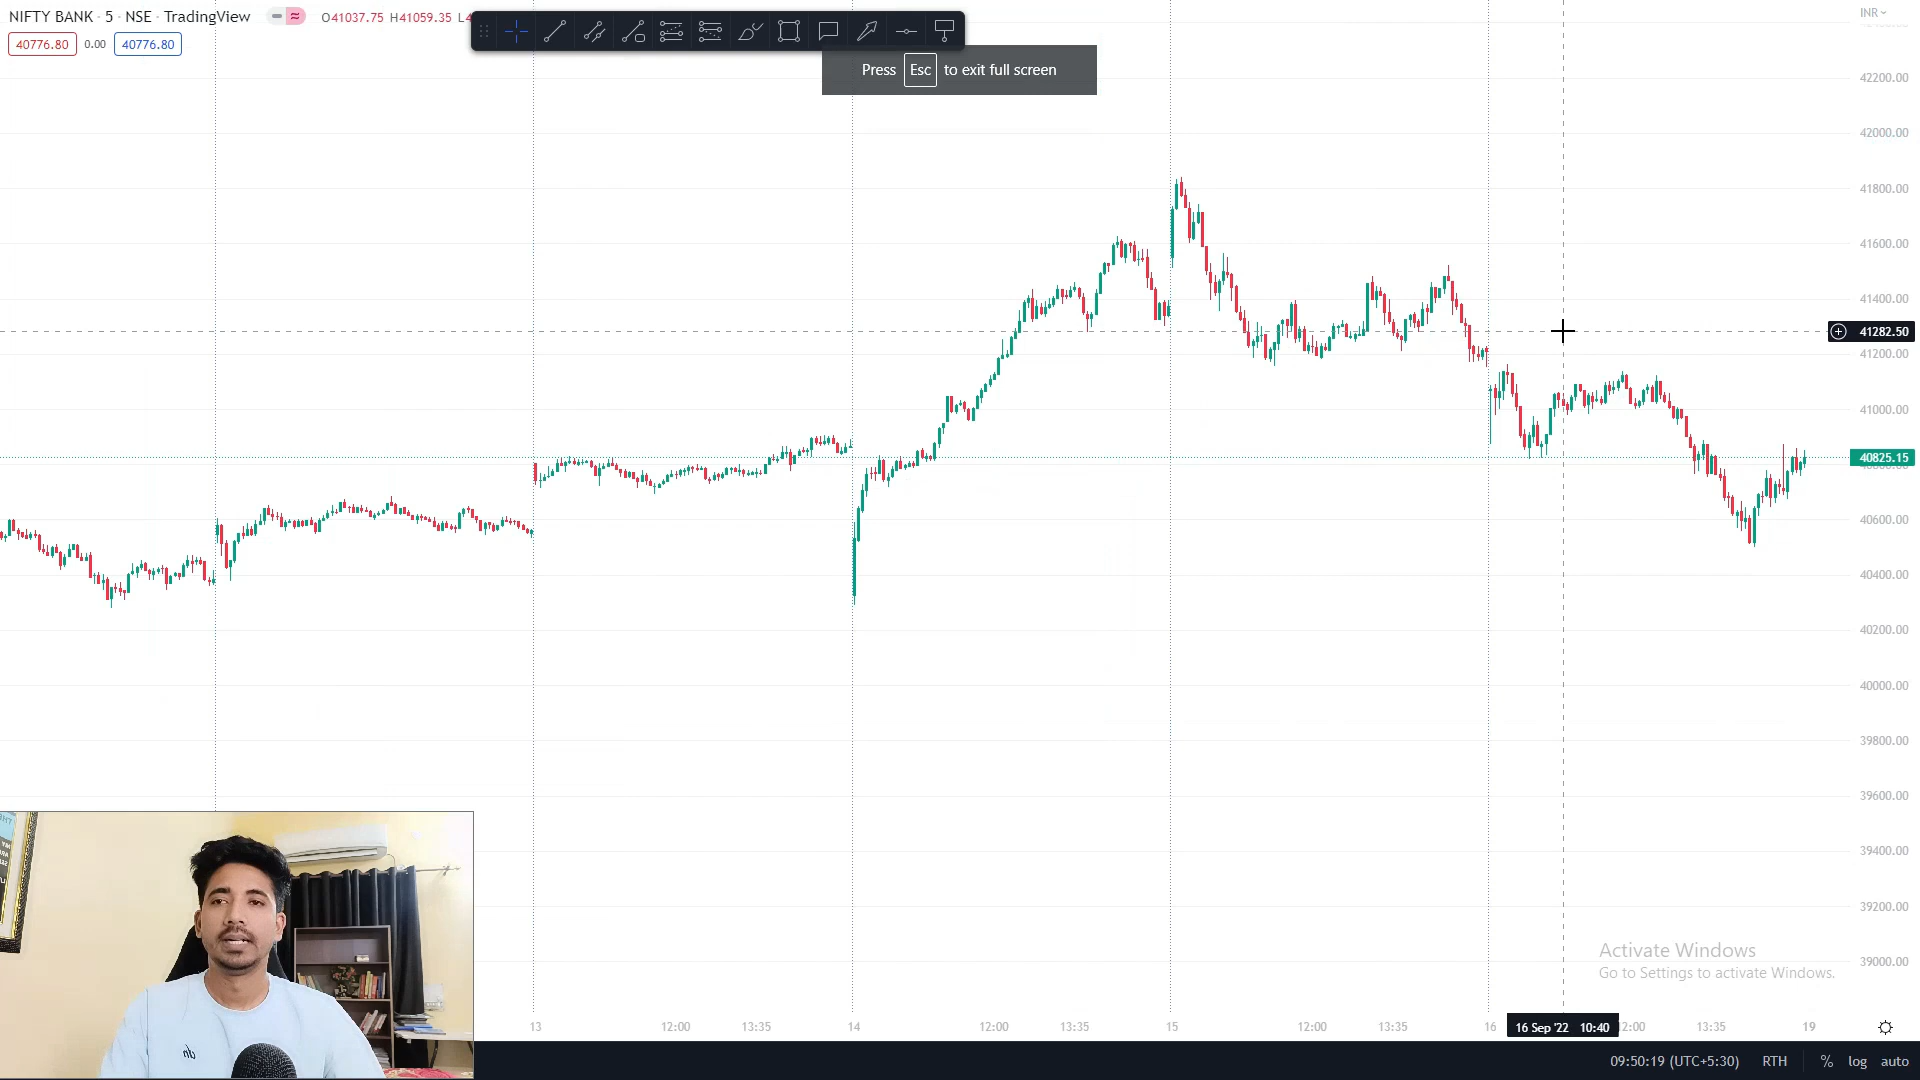 NIFTY BANK · 5 · NSE · TradingView
O41037.75 H41059.35 L4
INR
40776.80 0.00 40776.80
Press Esc to exit full screen
42200.00
42000.00
41800.00
41600.00
41400.00
41282.50
41200.00
41000.00
40825.15
40600.00
40400.00
40200.00
40000.00
39800.00
39600.00
39400.00
39200.00
39000.00
Activate Windows
Go to Settings to activate Windows.
13 12:00 13:35 14 12:00 13:35 15 12:00 13:35 16 16 Sep '22 10:40 12:00 13:35 19
09:50:19 (UTC+5:30) RTH % log auto